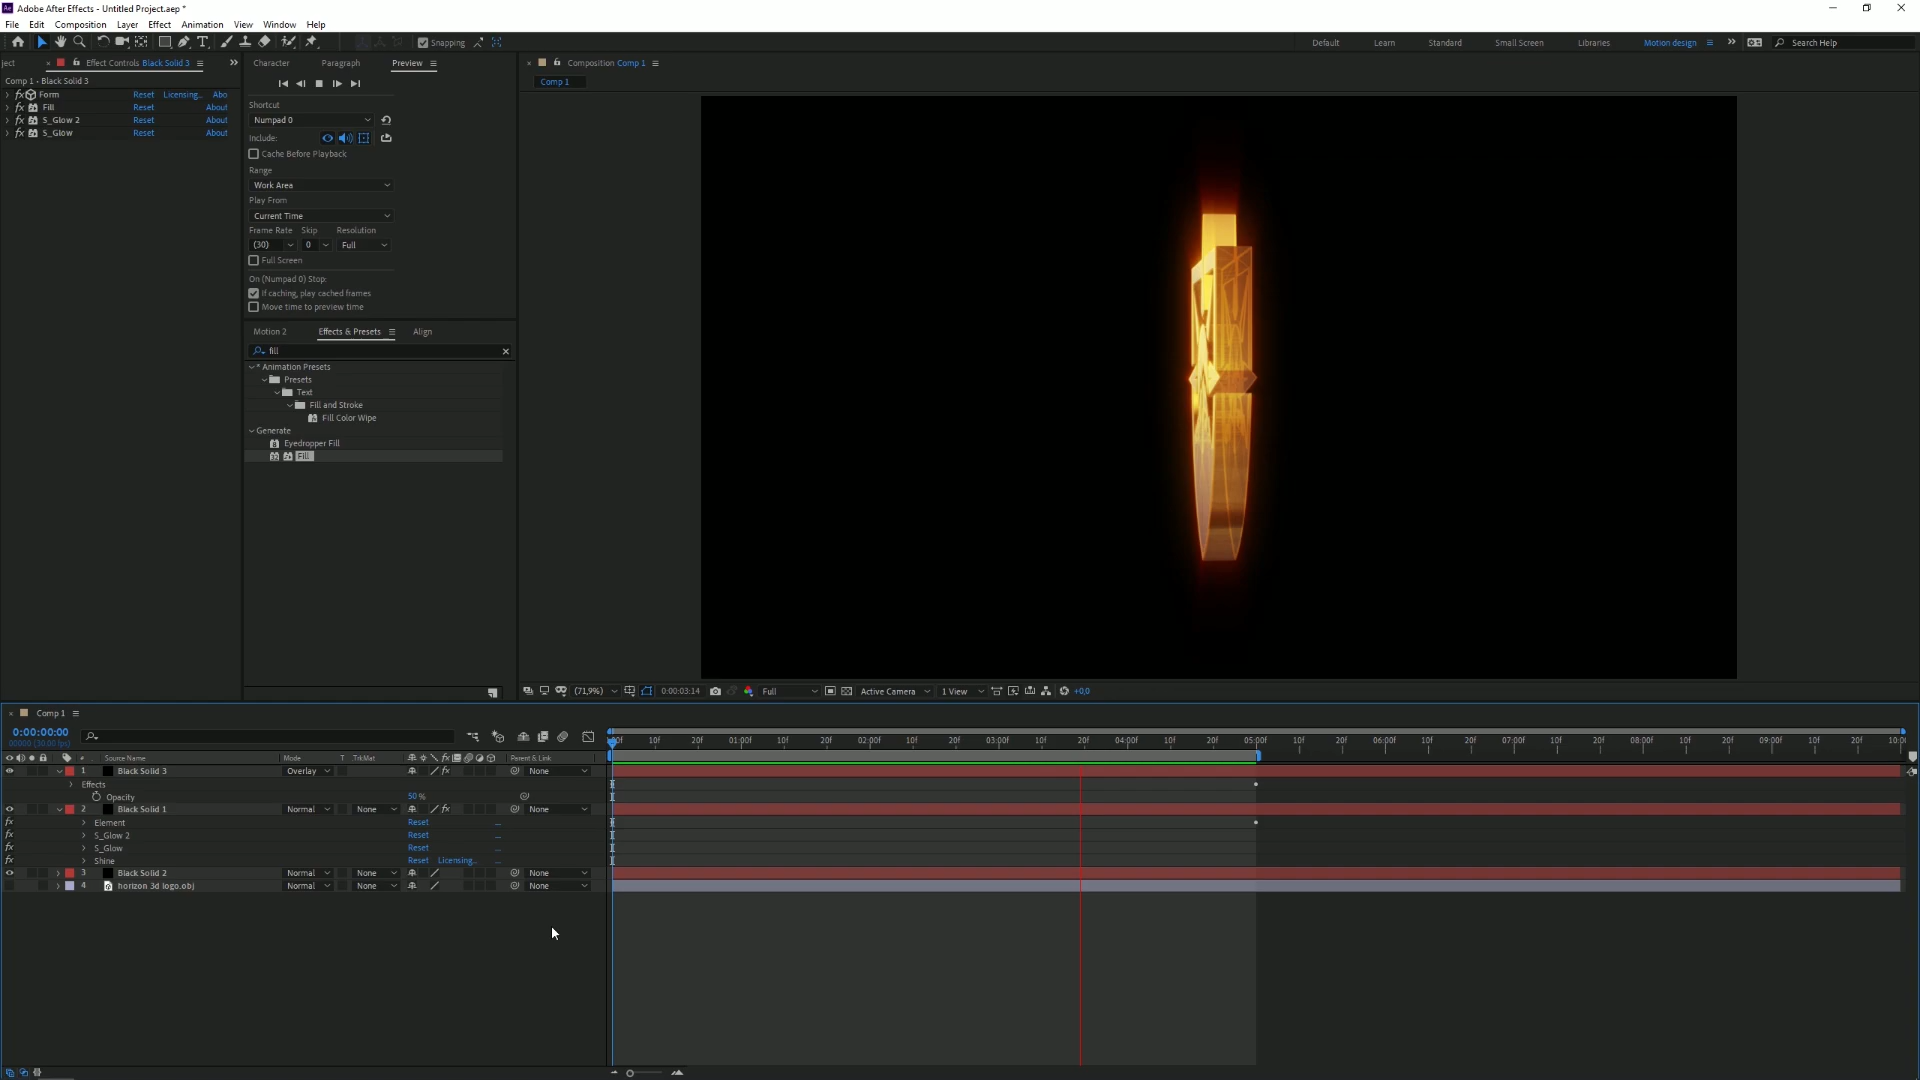 Adobe After Effects - Untitled Project.aep *
File Edit Composition Layer Effect Animation View Window Help
Snapping
Default Learn Standard Small Screen Libraries Motion design Search Help
ject Effect Controls Black Solid 3
Comp 1 • Black Solid 3
fx Form Reset Licensing... Abo
fx Fill Reset About
fx S_Glow 2 Reset About
fx S_Glow Reset About
Character Paragraph Preview
Shortcut
Numpad 0
Include:
Cache Before Playback
Range
Work Area
Play From
Current Time
Frame Rate Skip Resolution
(30) 0 Full
Full Screen
On (Numpad 0) Stop:
If caching, play cached frames
Move time to preview time
Motion 2 Effects & Presets Align
fill
* Animation Presets
Presets
Text
Fill and Stroke
Fill Color Wipe
Generate
Eyedropper Fill
Fill
Composition Comp 1
Comp 1
(71,9%) 0:00:03:14 Full Active Camera 1 View +0,0
Comp 1
0:00:00:00
00000 (30.00 fps)
:00f 10f 20f 01:00f 10f 20f 02:00f 10f 20f 03:00f 10f 20f 04:00f 10f 20f 05:00f 10f 20f 06:00f 10f 20f 07:00f 10f 20f 08:00f 10f 20f 09:00f 10f 20f 10:00
# Source Name Mode T .TrkMat Parent & Link
1 Black Solid 3 Overlay None
Effects
Opacity 50 %
2 Black Solid 1 Normal None None
fx Element Reset ...
fx S_Glow 2 Reset ...
fx S_Glow Reset ...
fx Shine Reset Licensing... ...
3 Black Solid 2 Normal None None
4 horizon 3d logo.obj Normal None None